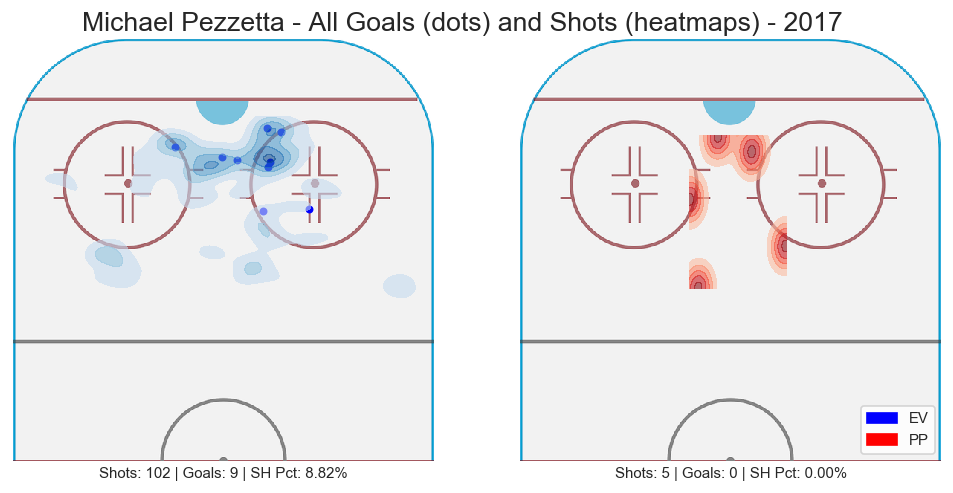 Michael Pezzetta - All Goals (dots) and Shots (heatmaps) - 2017
EV
PP
Shots: 102 | Goals: 9 | SH Pct: 8.82%
Shots: 5 | Goals: 0 | SH Pct: 0.00%